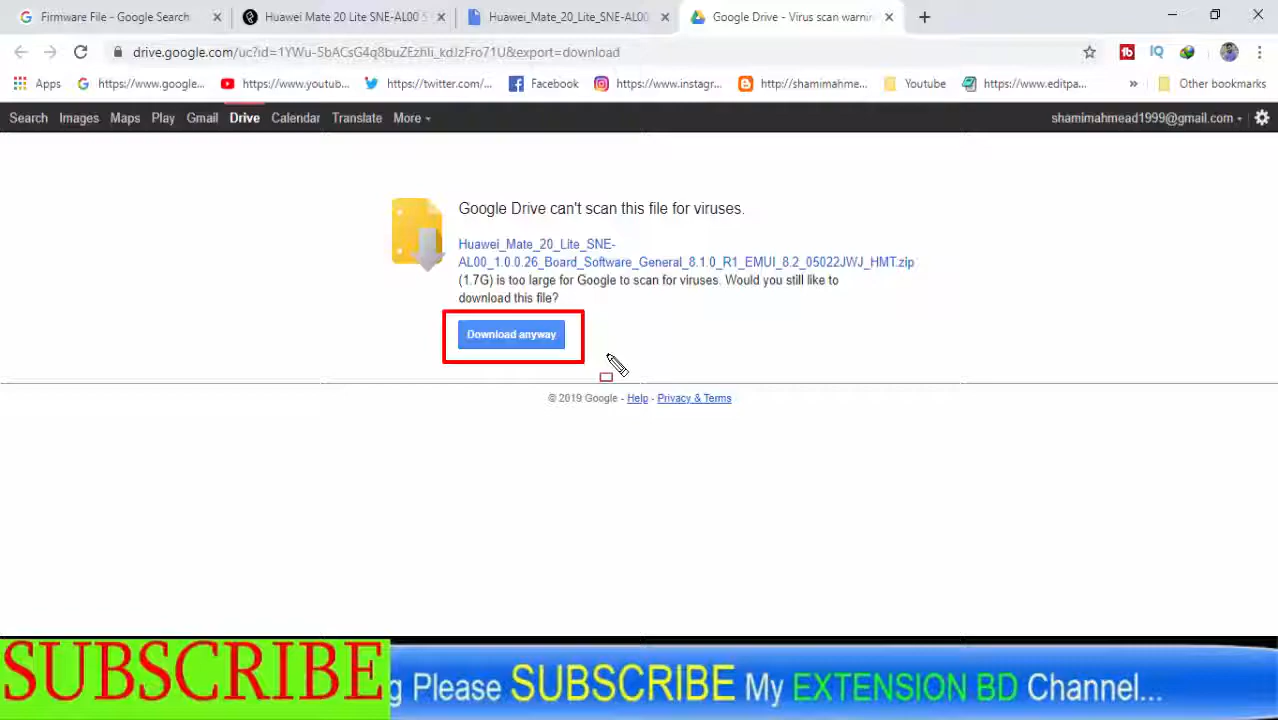 Firmware File - Google Search
Huawei Mate 20 Lite SNE-AL00
Huawei_Mate_20_Lite_SNE-AL00
Google Drive - Virus scan warnin
drive.google.com/uc?id=1YWu-SbACsG4q8buZEzhIi_kdJzFro71U&export=download
Apps
https://www.google...
https://www.youtub...
https://twitter.com/...
Facebook
https://www.instagr...
http://shamimahme...
Youtube
https://www.editpa...
»
Other bookmarks
Search Images Maps Play Gmail Drive Calendar Translate More
shamimahmead1999@gmail.com
Google Drive can't scan this file for viruses.
Huawei_Mate_20_Lite_SNE-
AL00_1.0.0.26_Board_Software_General_8.1.0_R1_EMUI_8.2_05022JWJ_HMT.zip
(1.7G) is too large for Google to scan for viruses. Would you still like to
download this file?
Download anyway
© 2019 Google - Help - Privacy & Terms
SUBSCRIBE
g Please SUBSCRIBE My EXTENSION BD Channel...